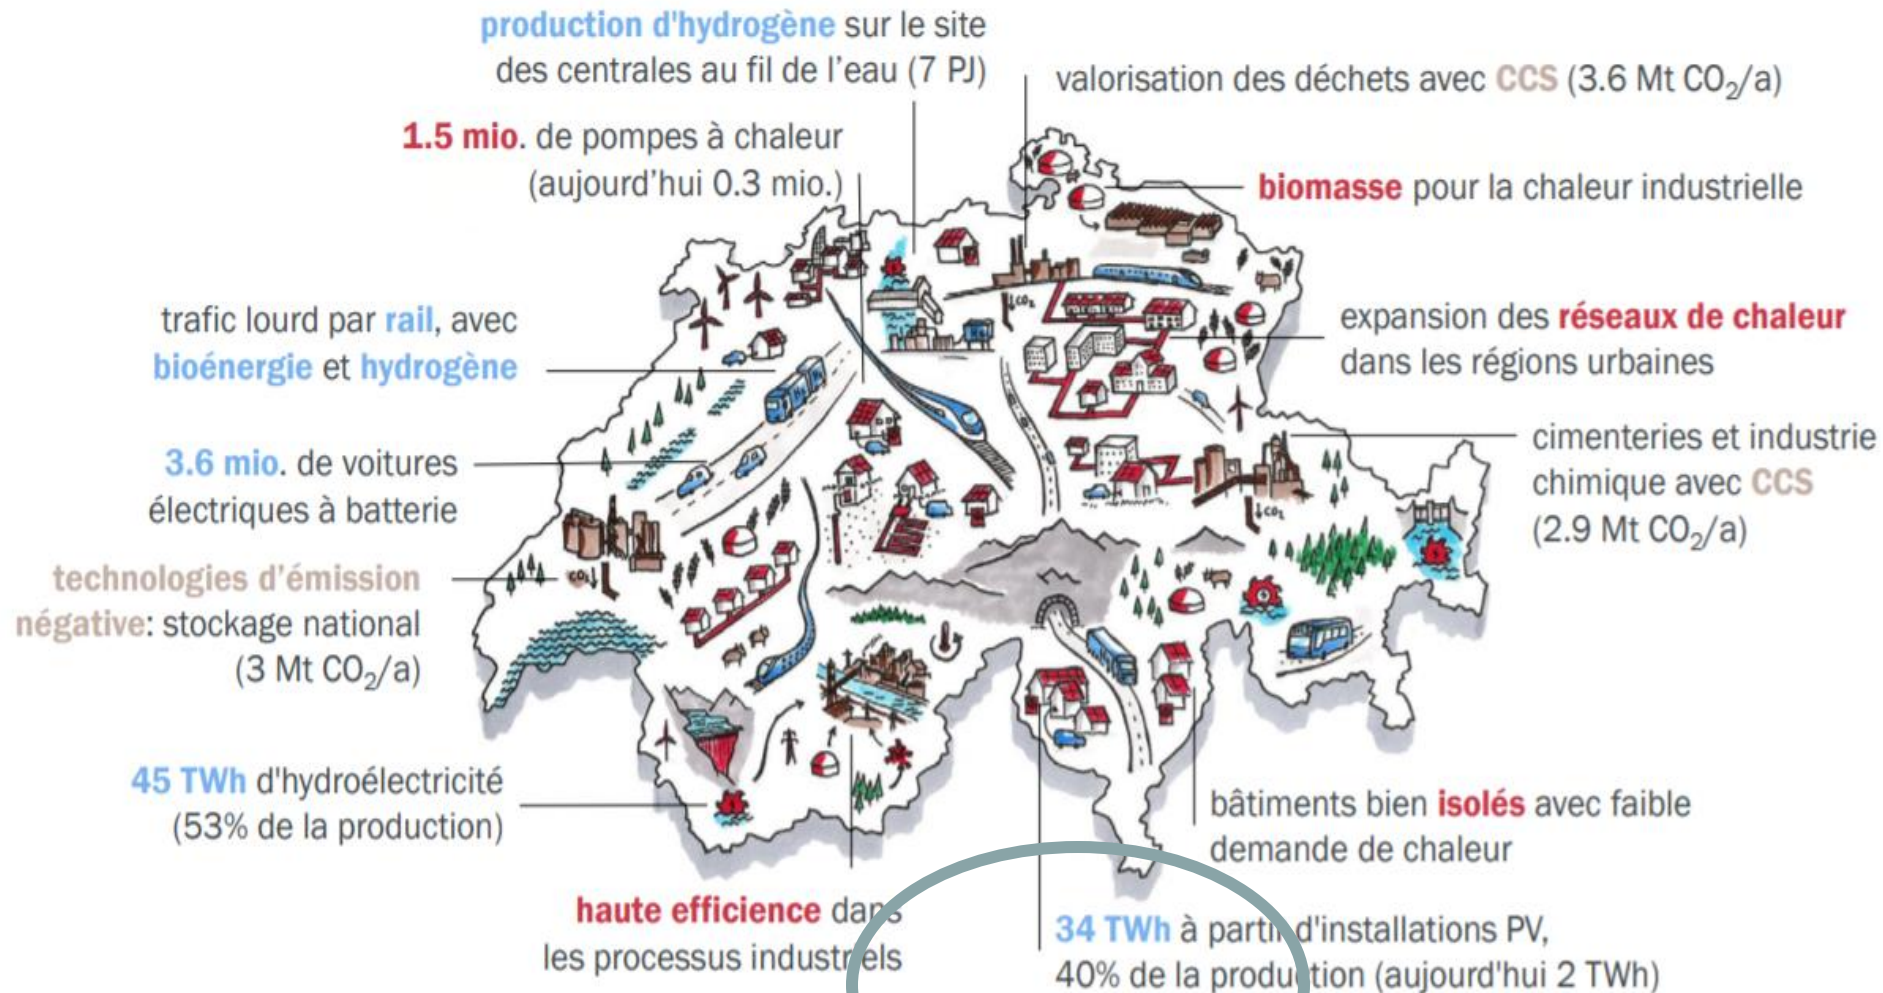 production d'hydrogène sur le site
des centrales au fil de l’eau (7 PJ)
valorisation des déchets avec CCS (3.6 Mt CO₂/a)
1.5 mio. de pompes à chaleur
(aujourd’hui 0.3 mio.)
biomasse pour la chaleur industrielle
trafic lourd par rail, avec
bioénergie et hydrogène
expansion des réseaux de chaleur
dans les régions urbaines
3.6 mio. de voitures
électriques à batterie
cimenteries et industrie
chimique avec CCS
(2.9 Mt CO₂/a)
technologies d’émission
négative: stockage national
(3 Mt CO₂/a)
45 TWh d'hydroélectricité
(53% de la production)
bâtiments bien isolés avec faible
demande de chaleur
haute efficience dans
les processus industriels
34 TWh à partir d'installations PV,
40% de la production (aujourd'hui 2 TWh)
CO₂
CO₂
CO₂